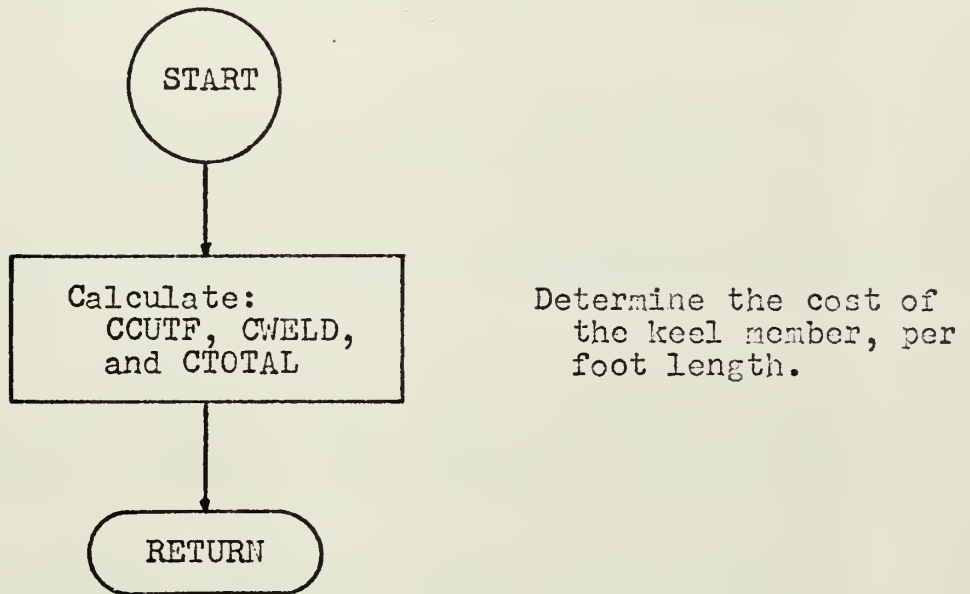 START
Calculate:
CCUTF, CWELD,
and CTOTAL
Determine the cost of
the keel member, per
foot length.
RETURN